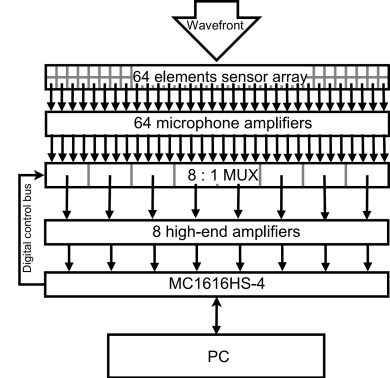 Wavefront
64 elements sensor array
64 microphone amplifiers
8 : 1 MUX
Digital control bus
8 high-end amplifiers
MC1616HS-4
PC